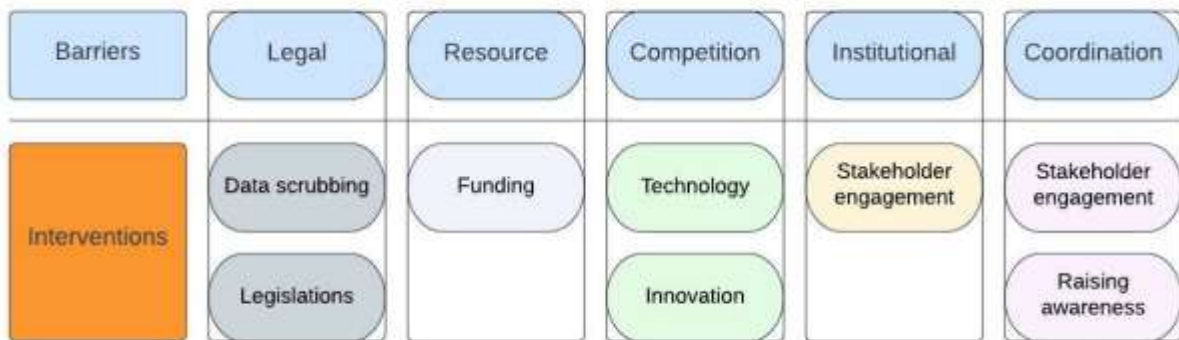 Barriers
Legal
Resource
Competition
Institutional
Coordination
Interventions
Data scrubbing
Funding
Technology
Stakeholder
engagement
Stakeholder
engagement
Legislations
Innovation
Raising
awareness